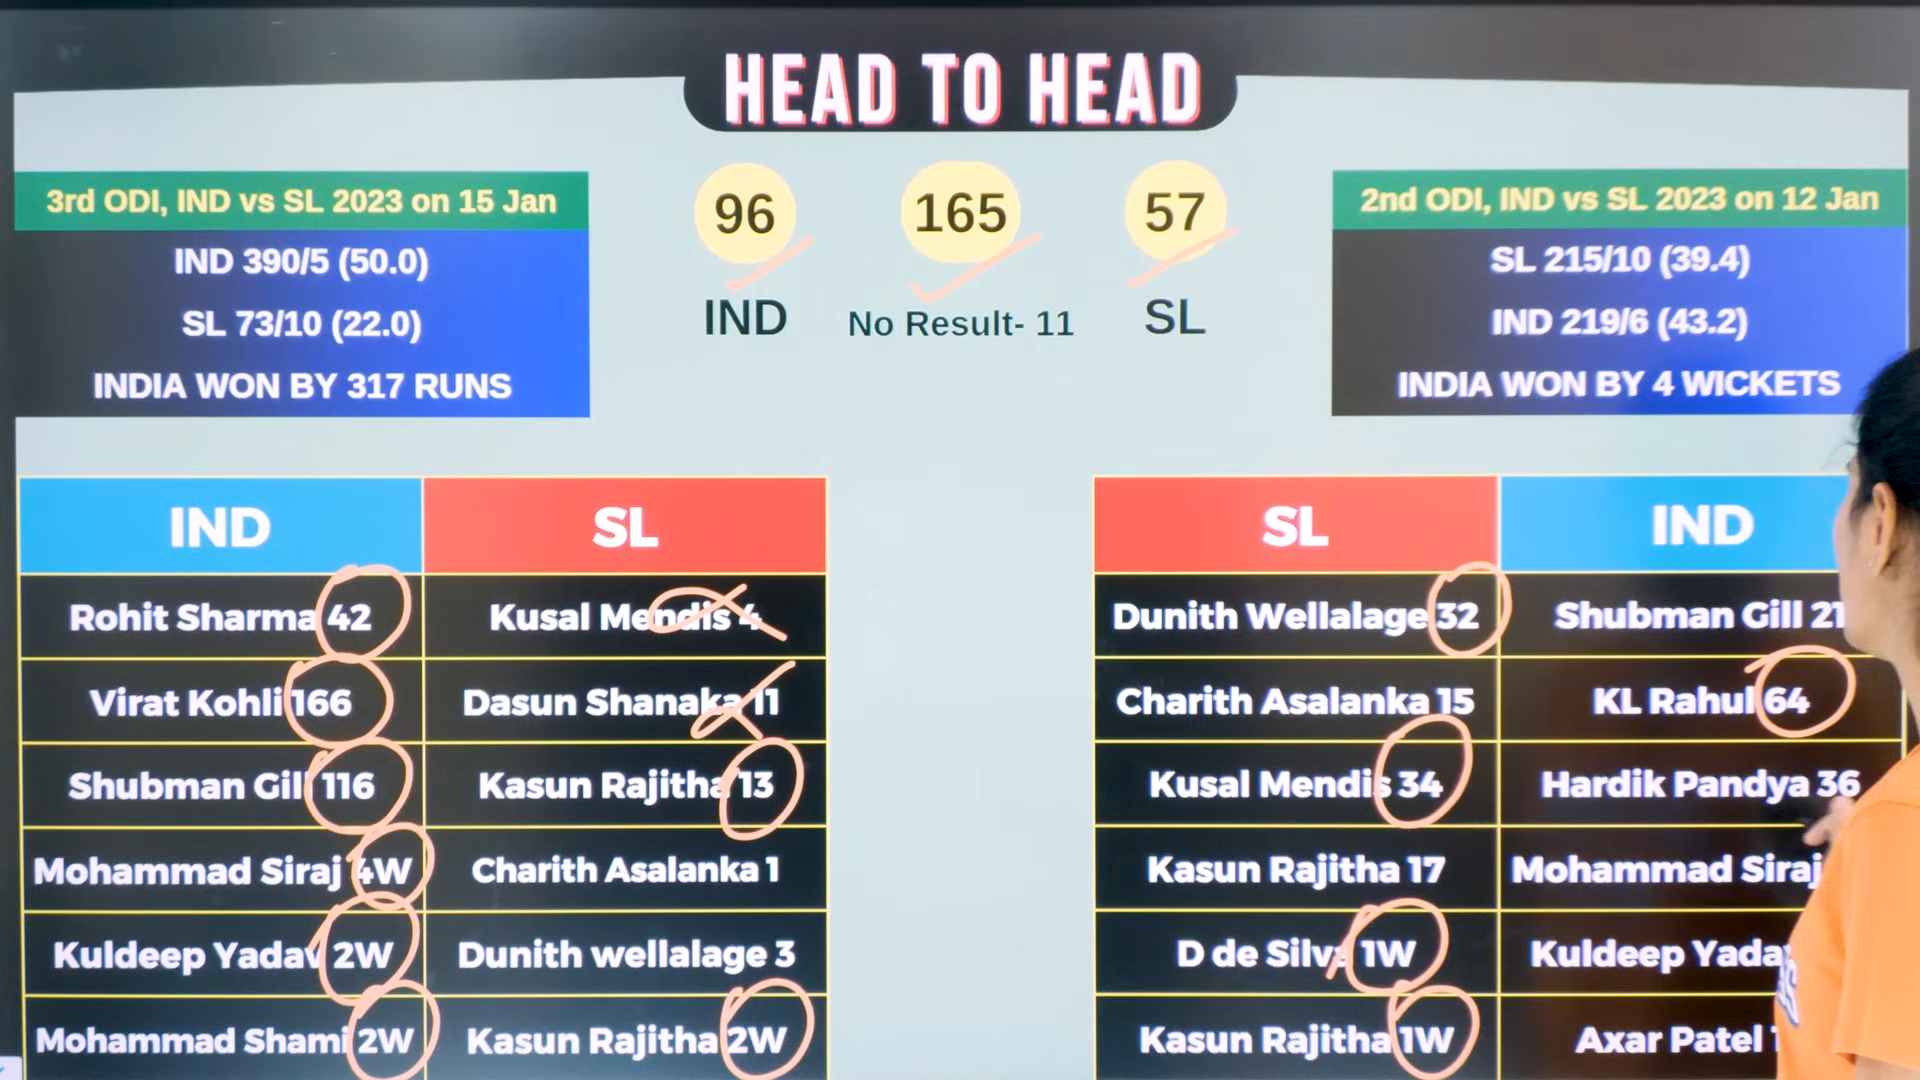 HEAD TO HEAD
3rd ODI, IND vs SL 2023 on 15 Jan
IND 390/5 (50.0)
SL 73/10 (22.0)
INDIA WON BY 317 RUNS
96
165
57
IND
No Result- 11
SL
2nd ODI, IND vs SL 2023 on 12 Jan
SL 215/10 (39.4)
IND 219/6 (43.2)
INDIA WON BY 4 WICKETS
IND
SL
Rohit Sharma 42
Kusal Mendis 4
Virat Kohli 166
Dasun Shanaka 11
Shubman Gill 116
Kasun Rajitha 13
Mohammad Siraj 4W
Charith Asalanka 1
Kuldeep Yadav 2W
Dunith wellalage 3
Mohammad Shami 2W
Kasun Rajitha 2W
SL
IND
Dunith Wellalage 32
Shubman Gill 21
Charith Asalanka 15
KL Rahul 64
Kusal Mendis 34
Hardik Pandya 36
Kasun Rajitha 17
Mohammad Siraj
D de Silva 1W
Kuldeep
Kasun Rajitha 1W
Axar Patel